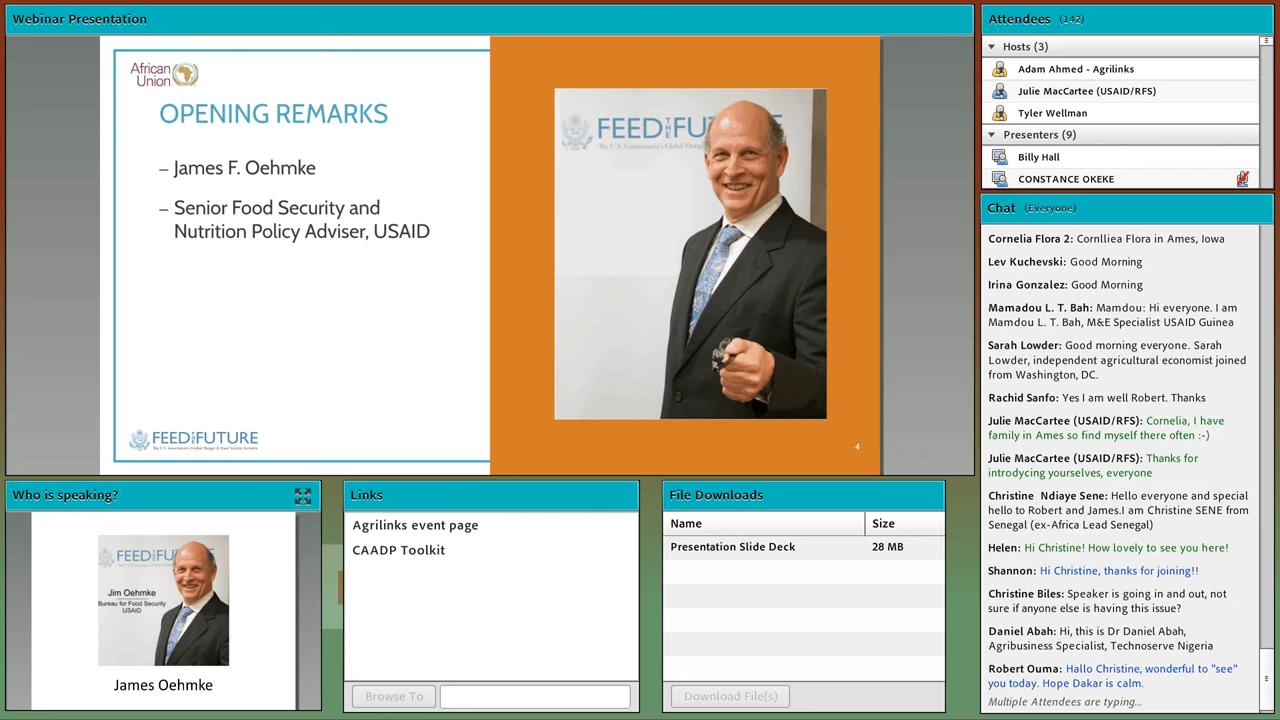 Webinar Presentation
African
Union
OPENING REMARKS
– James F. Oehmke
– Senior Food Security and
Nutrition Policy Adviser, USAID
FEED THE FUTURE
The U.S. Government's Global Hunger & Food Security Initiative
FEED THE FUTU
The U.S. Government's Global Hunger
4
Who is speaking?
FEED
Jim Oehmke
Bureau for Food Security
USAID
James Oehmke
Links
Agrilinks event page
CAADP Toolkit
Browse To
File Downloads
Name Size
Presentation Slide Deck 28 MB
Download File(s)
Attendees (142)
Hosts (3)
Adam Ahmed - Agrilinks
Julie MacCartee (USAID/RFS)
Tyler Wellman
Presenters (9)
Billy Hall
CONSTANCE OKEKE
Chat (Everyone)
Cornelia Flora 2: Cornlliea Flora in Ames, Iowa
Lev Kuchevski: Good Morning
Irina Gonzalez: Good Morning
Mamadou L. T. Bah: Mamdou: Hi everyone. I am
Mamdou L. T. Bah, M&E Specialist USAID Guinea
Sarah Lowder: Good morning everyone. Sarah
Lowder, independent agricultural economist joined
from Washington, DC.
Rachid Sanfo: Yes I am well Robert. Thanks
Julie MacCartee (USAID/RFS): Cornelia, I have
family in Ames so find myself there often :-)
Julie MacCartee (USAID/RFS): Thanks for
introdycing yourselves, everyone
Christine Ndiaye Sene: Hello everyone and special
hello to Robert and James.I am Christine SENE from
Senegal (ex-Africa Lead Senegal)
Helen: Hi Christine! How lovely to see you here!
Shannon: Hi Christine, thanks for joining!!
Christine Biles: Speaker is going in and out, not
sure if anyone else is having this issue?
Daniel Abah: Hi, this is Dr Daniel Abah,
Agribusiness Specialist, Technoserve Nigeria
Robert Ouma: Hallo Christine, wonderful to "see"
you today. Hope Dakar is calm.
Multiple Attendees are typing...